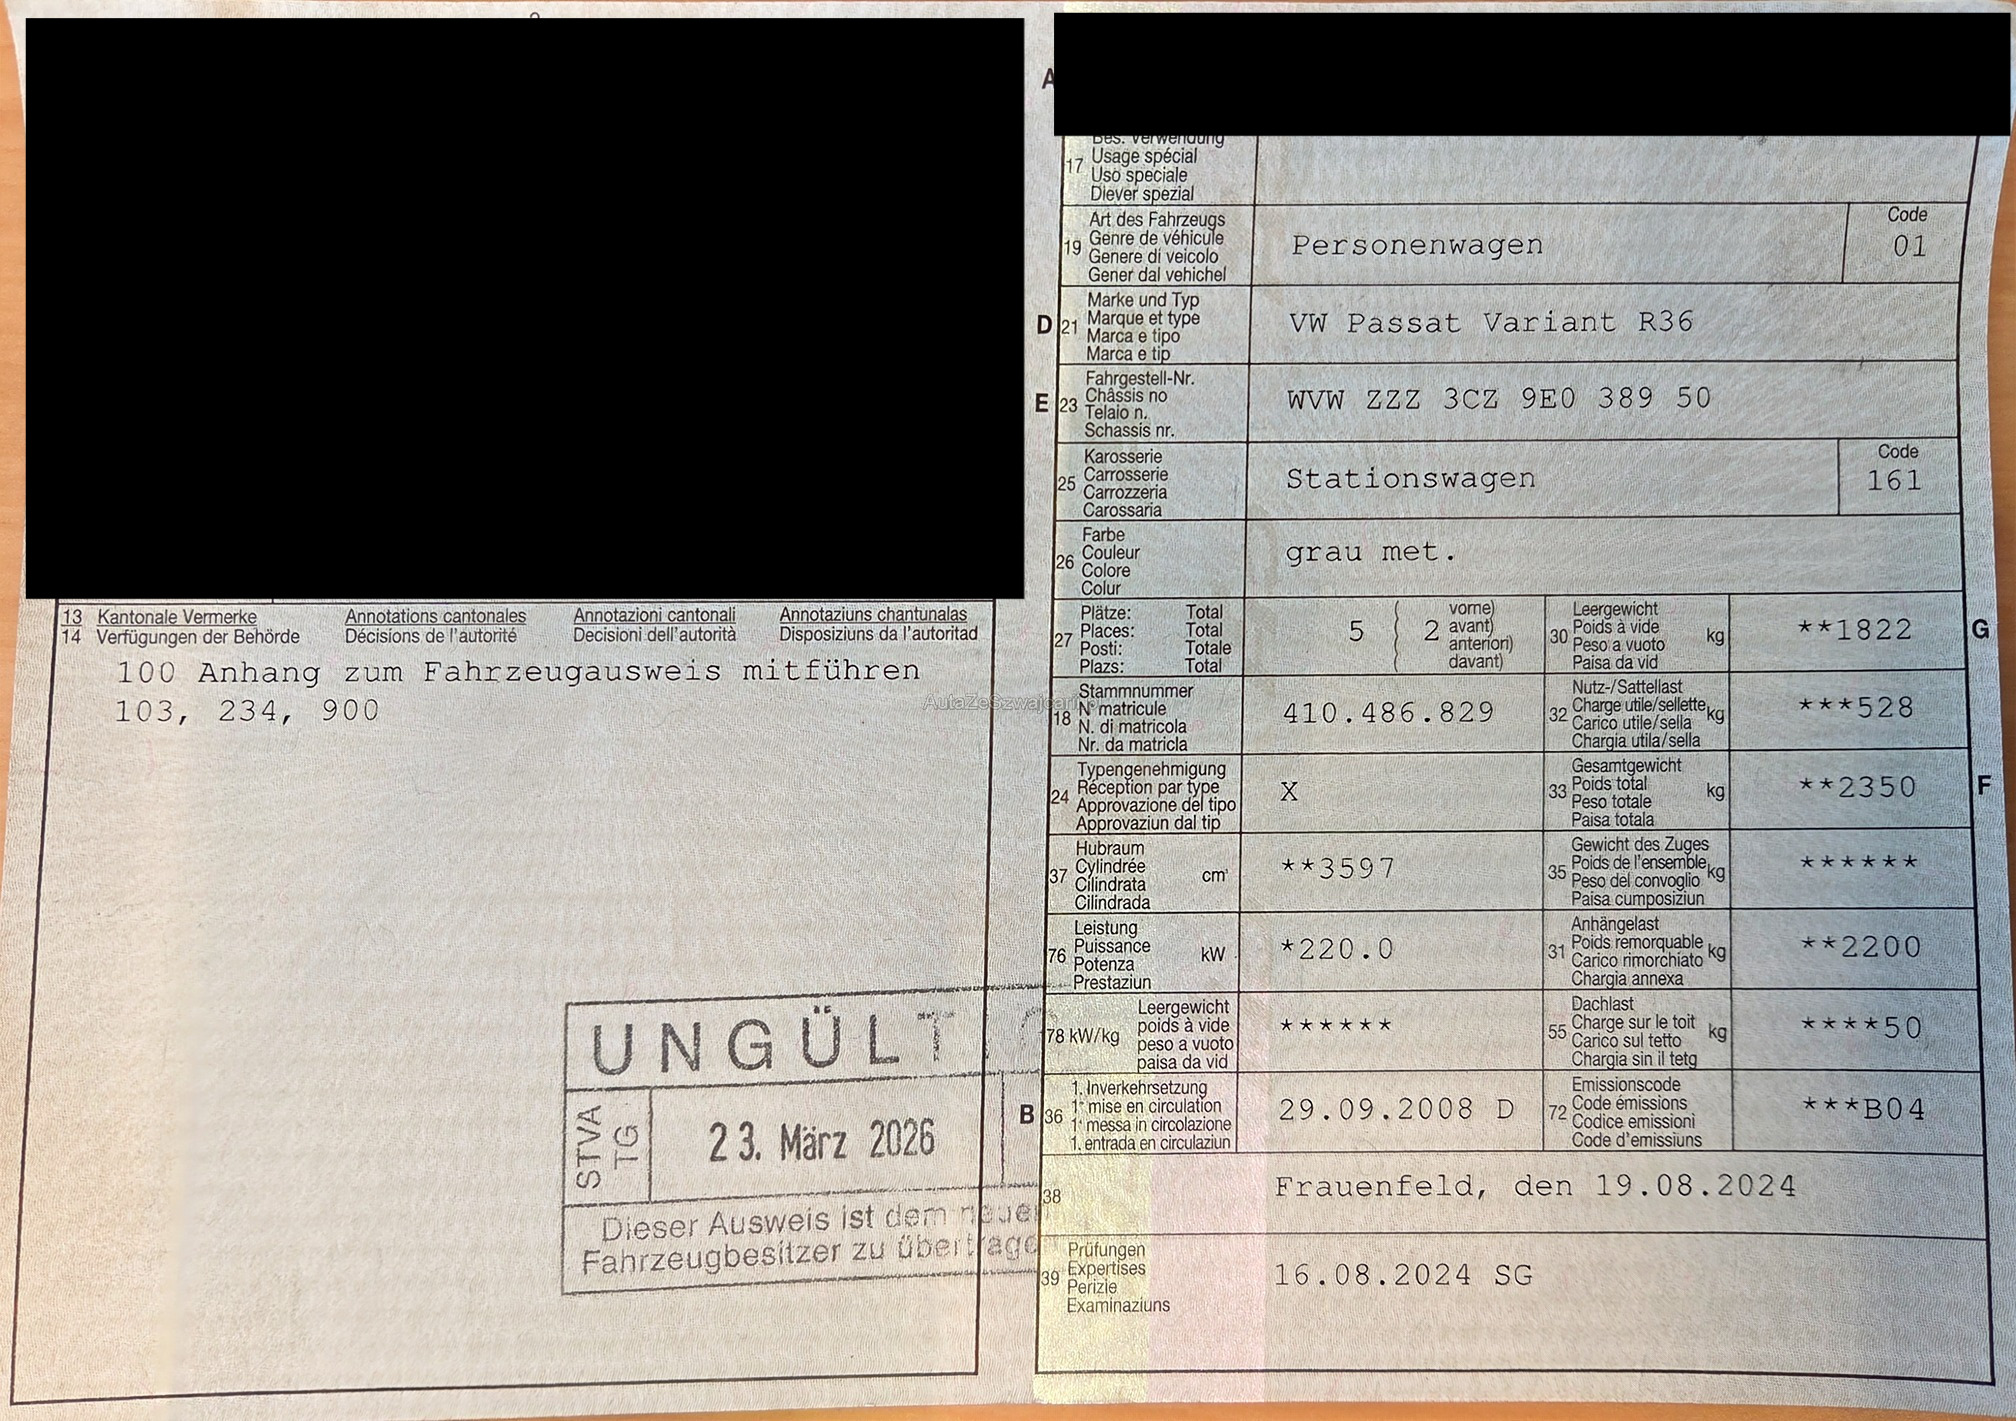 A
Bes. Verwendung
17 Usage spécial
Uso speciale
Diever spezial
Art des Fahrzeugs
19 Genre de véhicule
Genere di veicolo
Gener dal vehichel
Personenwagen
Code
01
Marke und Typ
D 21 Marque et type
Marca e tipo
Marca e tip
VW Passat Variant R36
Fahrgestell-Nr.
E 23 Châssis no
Telaio n.
Schassis nr.
WVW ZZZ 3CZ 9E0 389 50
Karosserie
25 Carrosserie
Carrozzeria
Carossaria
Stationswagen
Code
161
Farbe
26 Couleur
Colore
Colur
grau met.
13 Kantonale Vermerke Annotations cantonales Annotazioni cantonali Annotaziuns chantunalas
14 Verfügungen der Behörde Décisions de l'autorité Decisioni dell'autorità Disposiziuns da l'autoritad
100 Anhang zum Fahrzeugausweis mitführen
103, 234, 900
Plätze: Total
27 Places: Total
Posti: Totale
Plazs: Total
5 2 vorne)
avant)
anterion)
davant)
Leergewicht
30 Poids à vide kg
Peso a vuoto
Paisa da vid
**1822 G
AutaZeSzwajcarii
Stammnummer
18 N° matricule
N. di matricola
Nr. da matricla
410.486.829
Nutz-/Sattellast
32 Charge utile/sellette kg
Carico utile/sella
Chargia utila/sella
***528
Typengenehmigung
24 Réception par type
Approvazione del tipo
Approvaziun dal tip
X
Gesamtgewicht
33 Poids total kg
Peso totale
Paisa totala
**2350 F
Hubraum
37 Cylindrée cm³
Cilindrata
Cilindrada
**3597
Gewicht des Zuges
35 Poids de l'ensemble kg
Peso del convoglio
Paisa cumposiziun
******
Leistung
76 Puissance kW
Potenza
Prestaziun
*220.0
Anhängelast
31 Poids remorquable kg
Carico rimorchiato
Chargia annexa
**2200
Leergewicht
78 kW/kg poids à vide
peso a vuoto
paisa da vid
******
Dachlast
55 Charge sur le toit kg
Carico sul tetto
Chargia sin il tetg
****50
1. Inverkehrsetzung
B 36 1e mise en circulation
1a messa in circolazione
1. entrada en circulaziun
29.09.2008 D
Emissionscode
72 Code émissions
Codice emissioni
Code d'emissiuns
***B04
38 Frauenfeld, den 19.08.2024
Prüfungen
39 Expertises
Perizie
Examinaziuns
16.08.2024 SG
UNGÜLT
STVA
TG
23. März 2026
Dieser Ausweis ist dem neuen
Fahrzeugbesitzer zu übertrage